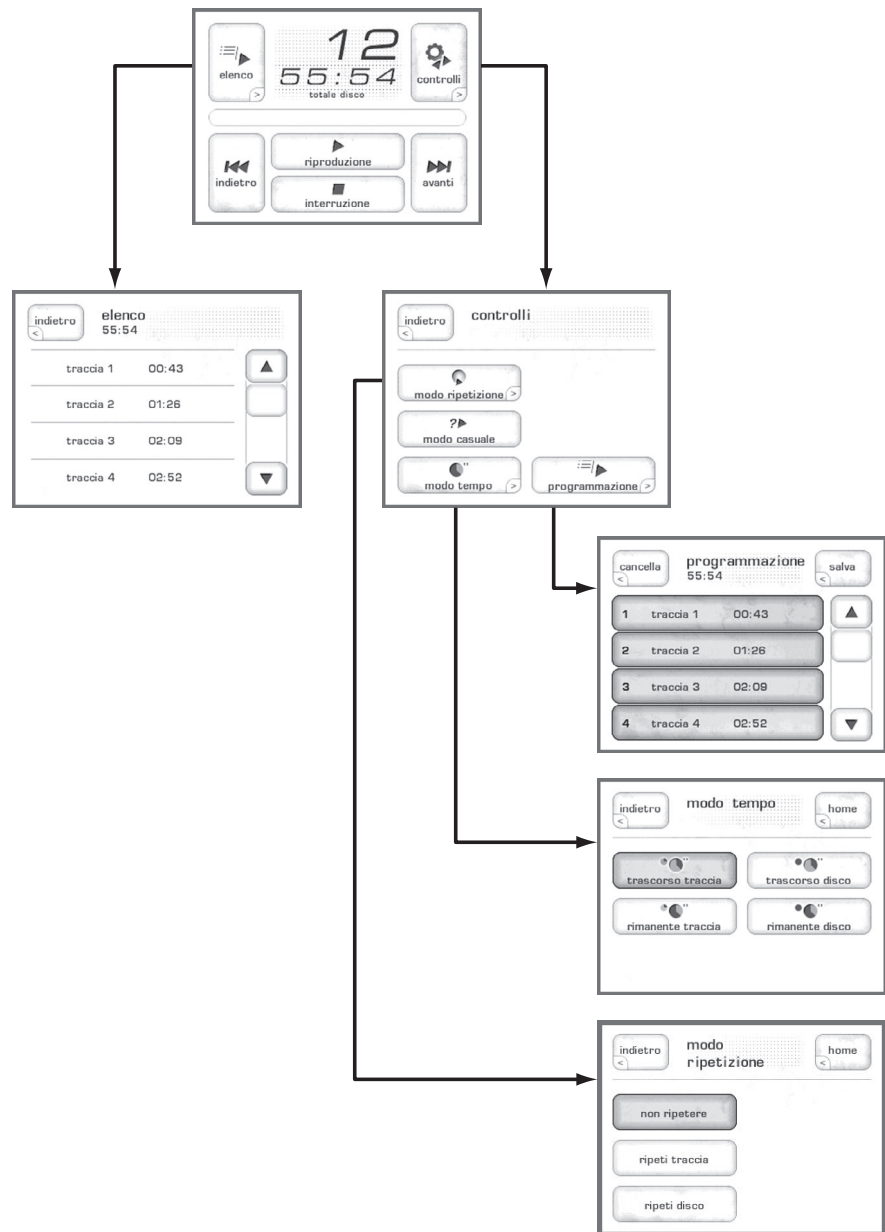 elenco
12
55:54
totale disco
controlli
indietro
riproduzione
interruzione
avanti
indietro
elenco
55:54
traccia 1 00:43
traccia 2 01:26
traccia 3 02:09
traccia 4 02:52
indietro
controlli
modo ripetizione
?
modo casuale
modo tempo
programmazione
cancella
programmazione
55:54
salva
1 traccia 1 00:43
2 traccia 2 01:26
3 traccia 3 02:09
4 traccia 4 02:52
indietro
modo tempo
home
trascorso traccia
trascorso disco
rimanente traccia
rimanente disco
indietro
modo
ripetizione
home
non ripetere
ripeti traccia
ripeti disco